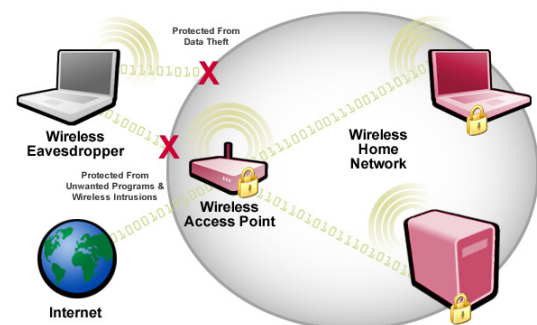 Protected From
Data Theft
011101010
X
Wireless
Eavesdropper
X
Protected From
Unwanted Programs &
Wireless Intrusions
Wireless
Home
Network
Wireless
Access Point
Internet